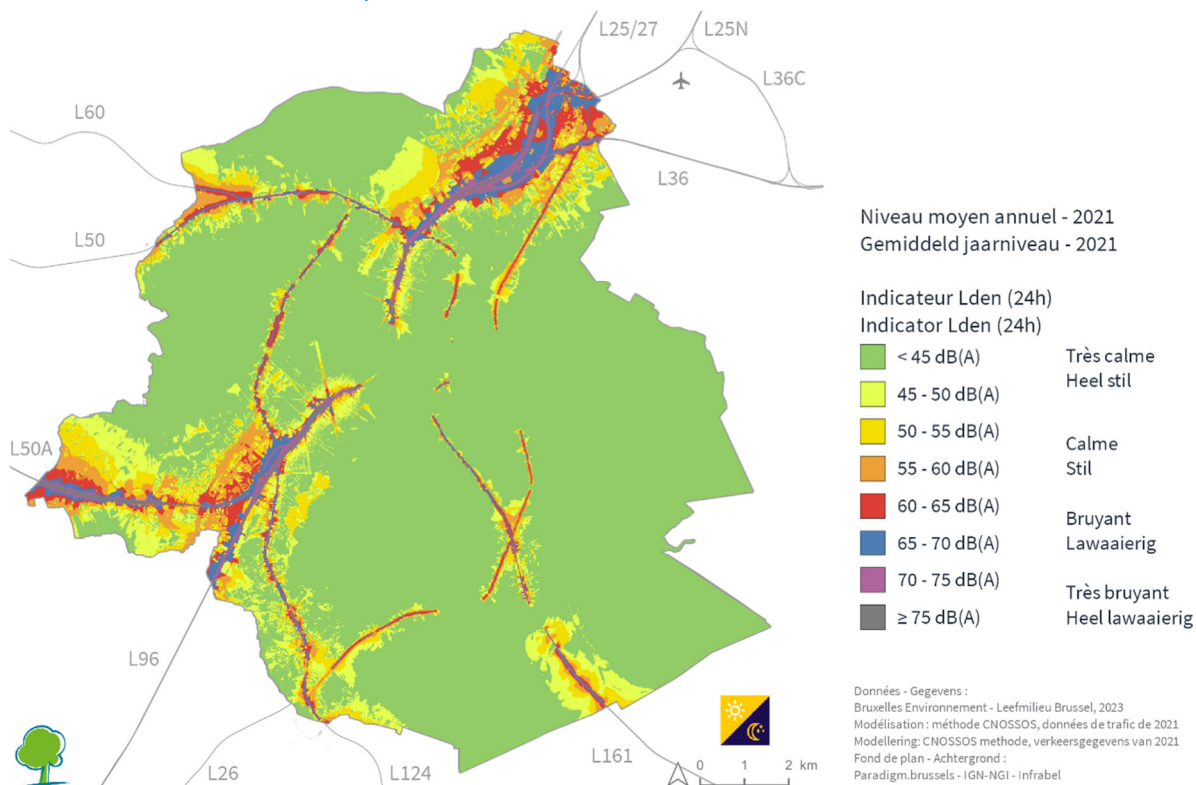 L25/27
L25N
L36C
L60
L36
L50
L50A
L96
L26
L124
L161
0 1 2 km
Niveau moyen annuel - 2021
Gemiddeld jaarniveau - 2021
Indicateur Lden (24h)
Indicator Lden (24h)
< 45 dB(A)
Très calme
Heel stil
45 - 50 dB(A)
50 - 55 dB(A)
Calme
Stil
55 - 60 dB(A)
60 - 65 dB(A)
Bruyant
Lawaaierig
65 - 70 dB(A)
70 - 75 dB(A)
Très bruyant
Heel lawaaierig
≥ 75 dB(A)
Données - Gegevens :
Bruxelles Environnement - Leefmilieu Brussel, 2023
Modélisation : méthode CNOSSOS, données de trafic de 2021
Modellering: CNOSSOS methode, verkeersgegevens van 2021
Fond de plan - Achtergrond :
Paradigm.brussels - IGN-NGI - Infrabel